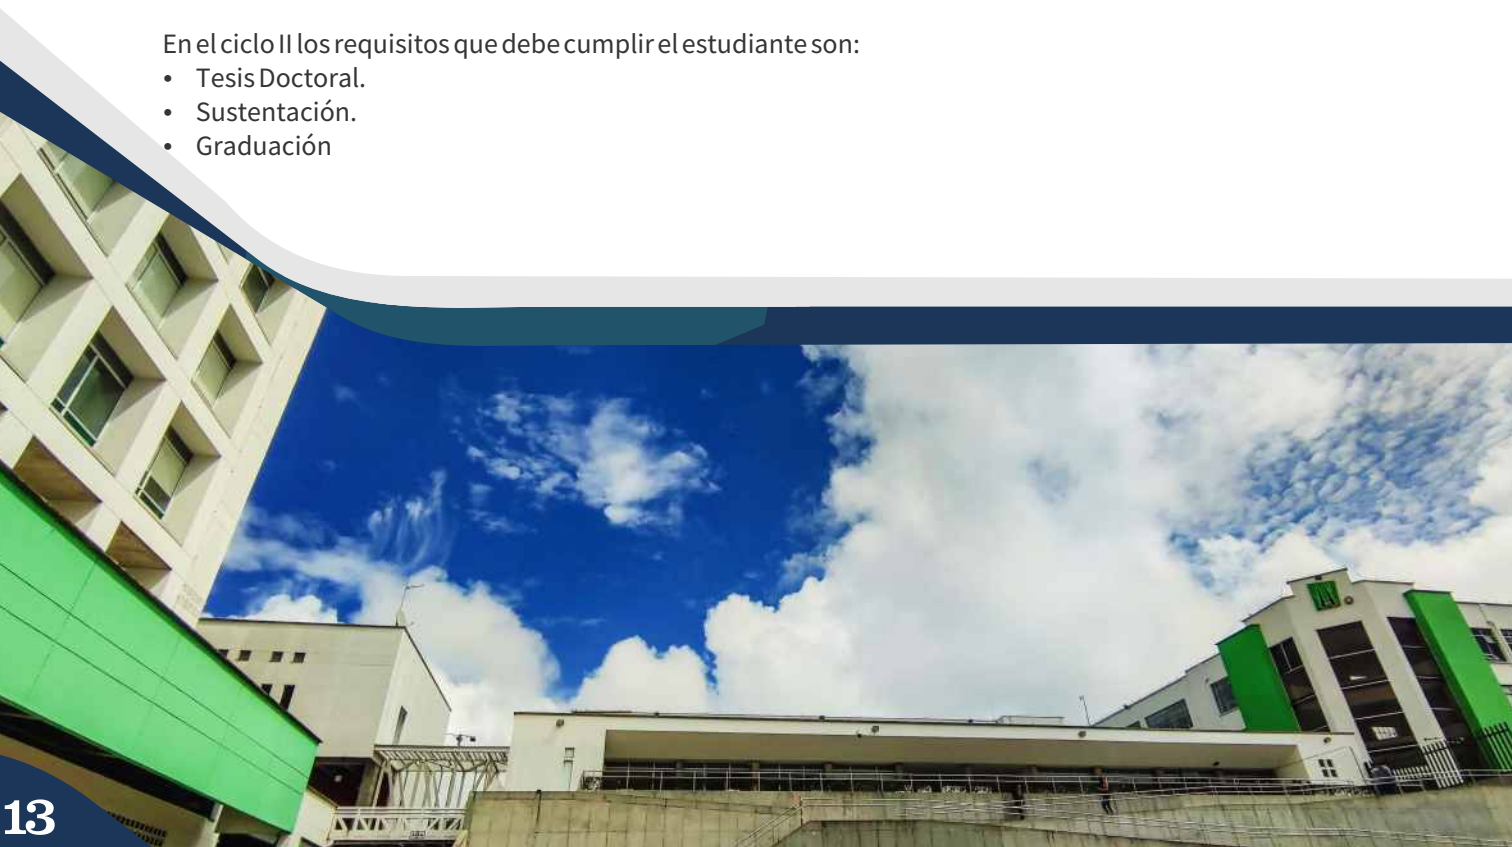 En el ciclo II los requisitos que debe cumplir el estudiante son:
• Tesis Doctoral.
• Sustentación.
• Graduación
13